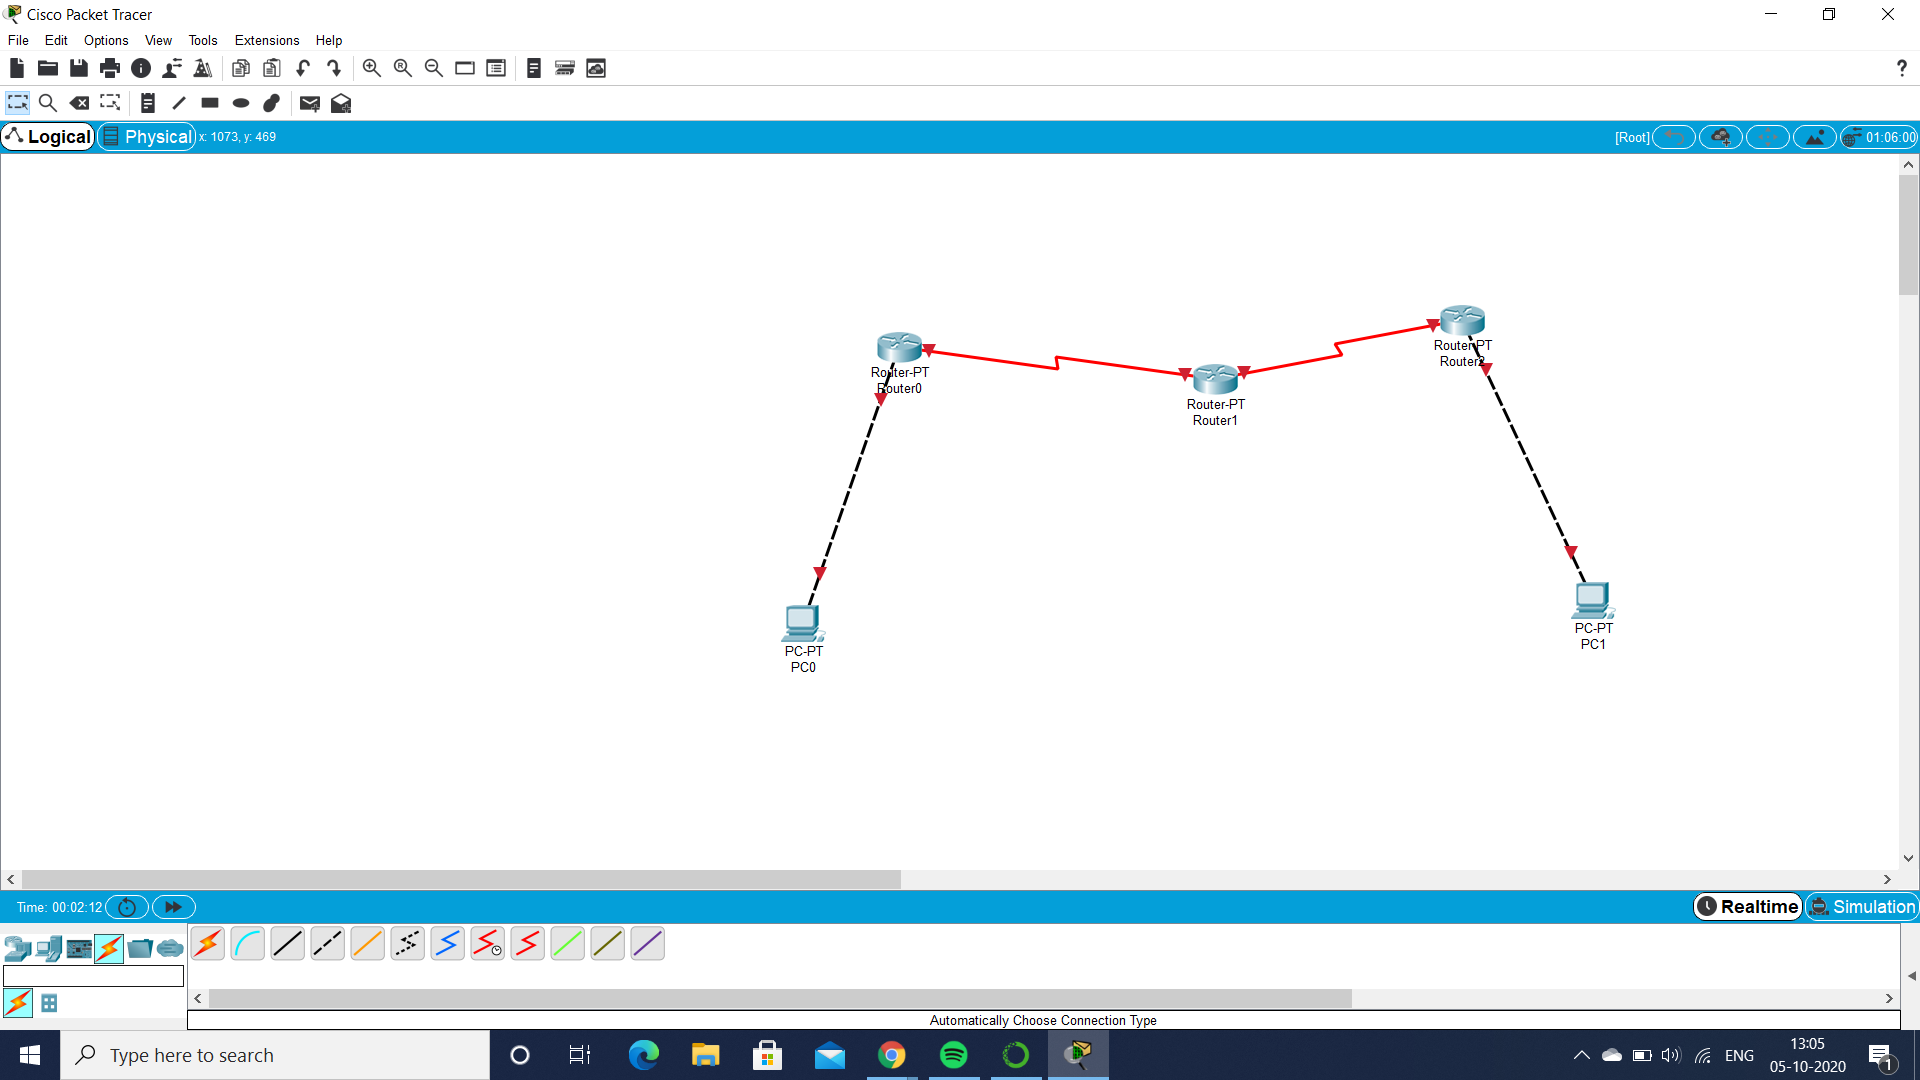 Cisco Packet Tracer
File Edit Options View Tools Extensions Help
?
Logical Physical x: 1073, y: 469 [Root] 01:06:00
Router-PT
Router0
Router-PT
Router1
Router-PT
Router2
PC-PT
PC0
PC-PT
PC1
Time: 00:02:12 Realtime Simulation
Automatically Choose Connection Type
Type here to search
ENG
13:05
05-10-2020
1